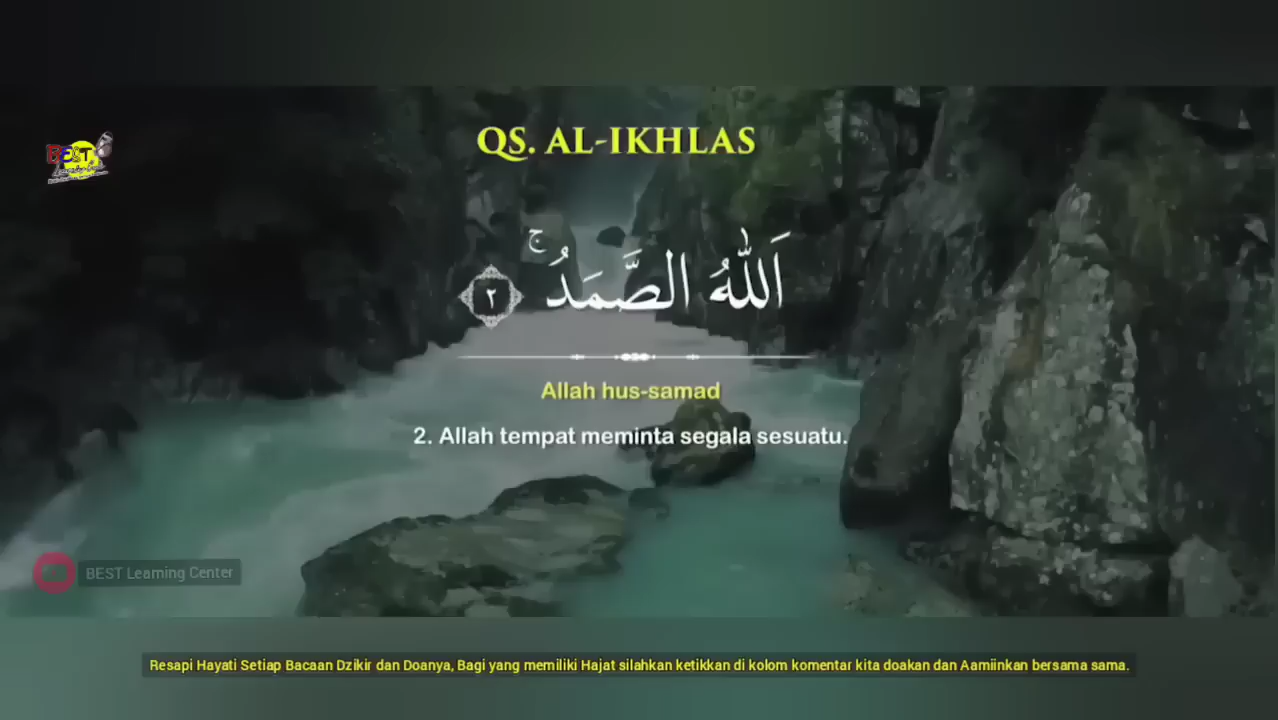 QS. AL-IKHLAS
BEST
اَللّٰهُ الصَّمَدُۚ ٢
Allah hus-samad
2. Allah tempat meminta segala sesuatu.
BEST Learning Center
Resapi Hayati Setiap Bacaan Dzikir dan Doanya, Bagi yang memiliki Hajat silahkan ketikkan di kolom komentar kita doakan dan Aamiinkan bersama sama.